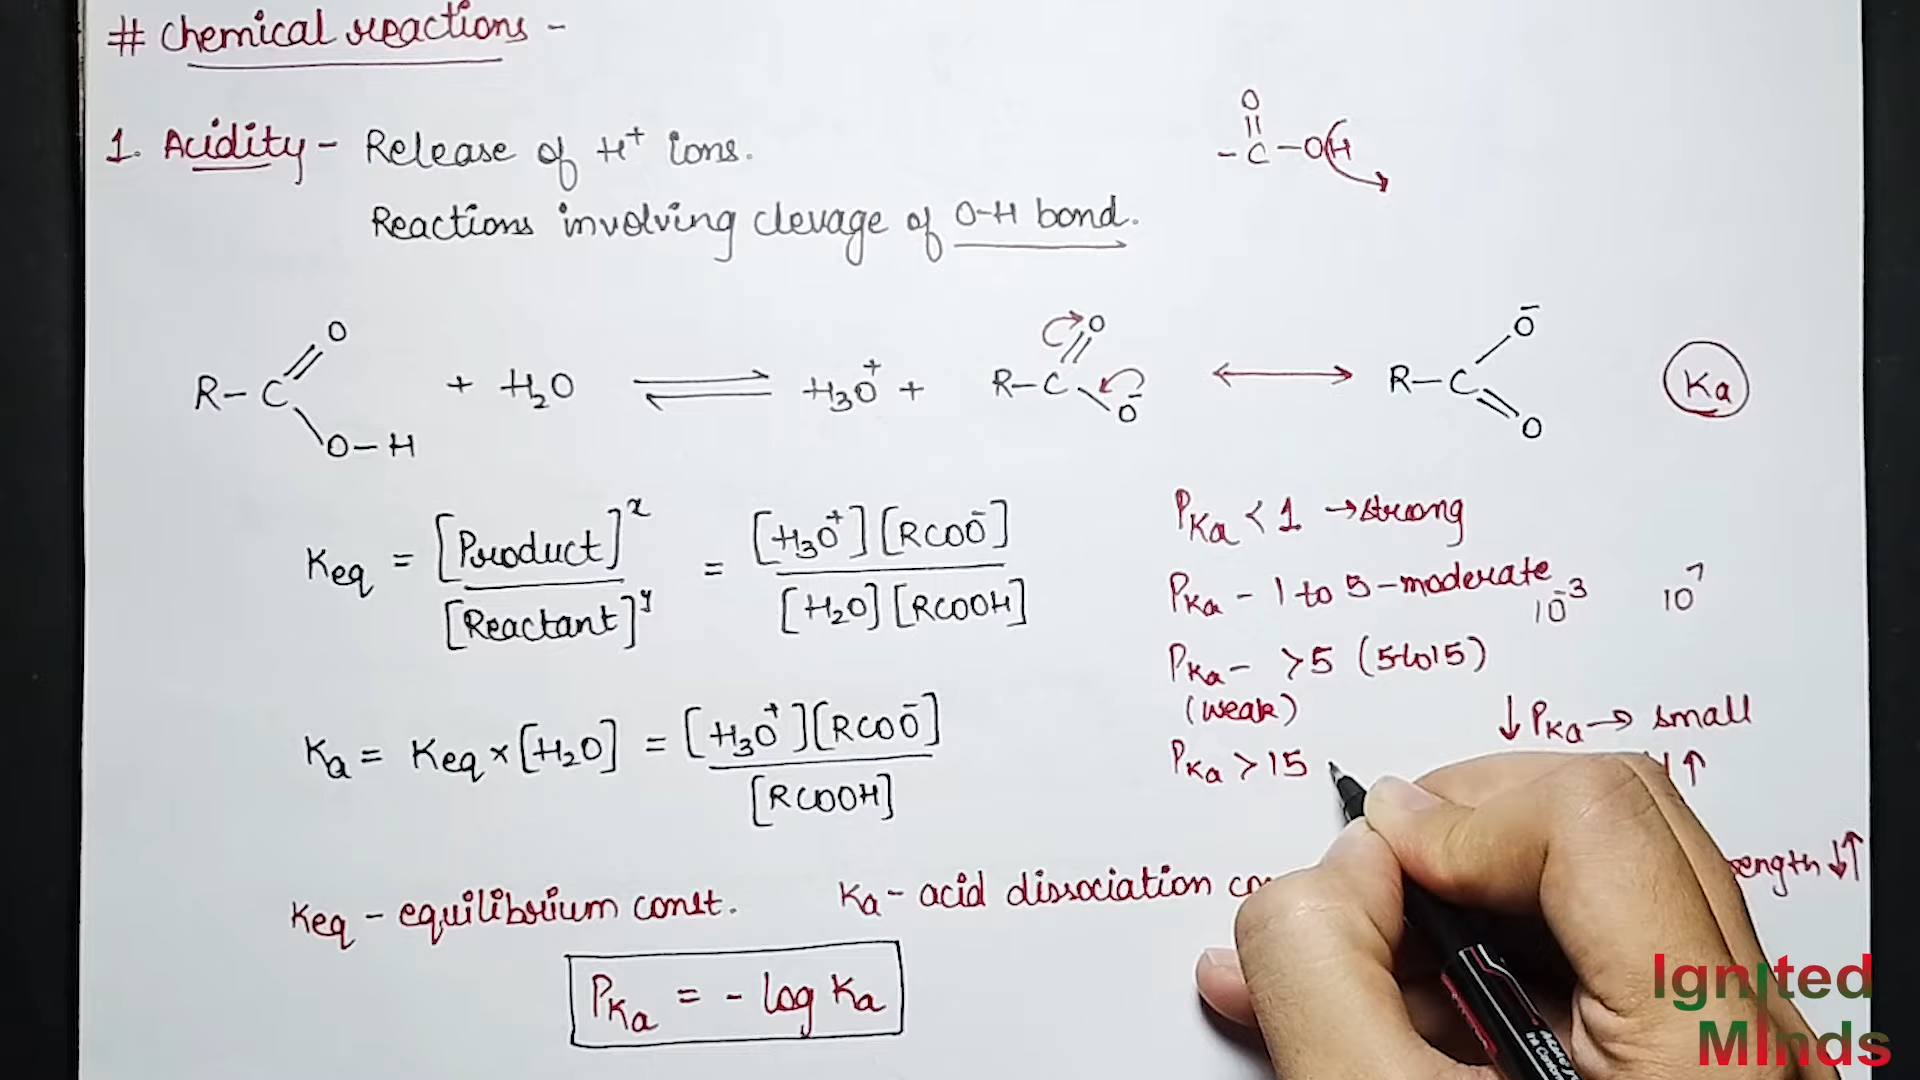 # Chemical reactions -
1. Acidity - Release of H+ ions.
Reactions involving clevage of O-H bond.
O
- C - OH
R - C O O - H + H2O ⇌ H3O+ + R - C O O- ↔ R - C O- O
Ka
Keq = [Product]^x / [Reactant]^y = [H3O+] [RCOO-] / [H2O] [RCOOH]
Ka = Keq × [H2O] = [H3O+] [RCOO-] / [RCOOH]
PKa < 1 → strong
PKa - 1 to 5 - moderate
10-3 10
PKa - > 5 (5 to 15)
(weak)
PKa > 15
↓ PKa → small
↑
↓↑
Keq - equilibrium const.
Ka - acid dissociation
PKa = - log Ka
Ignited
MInds